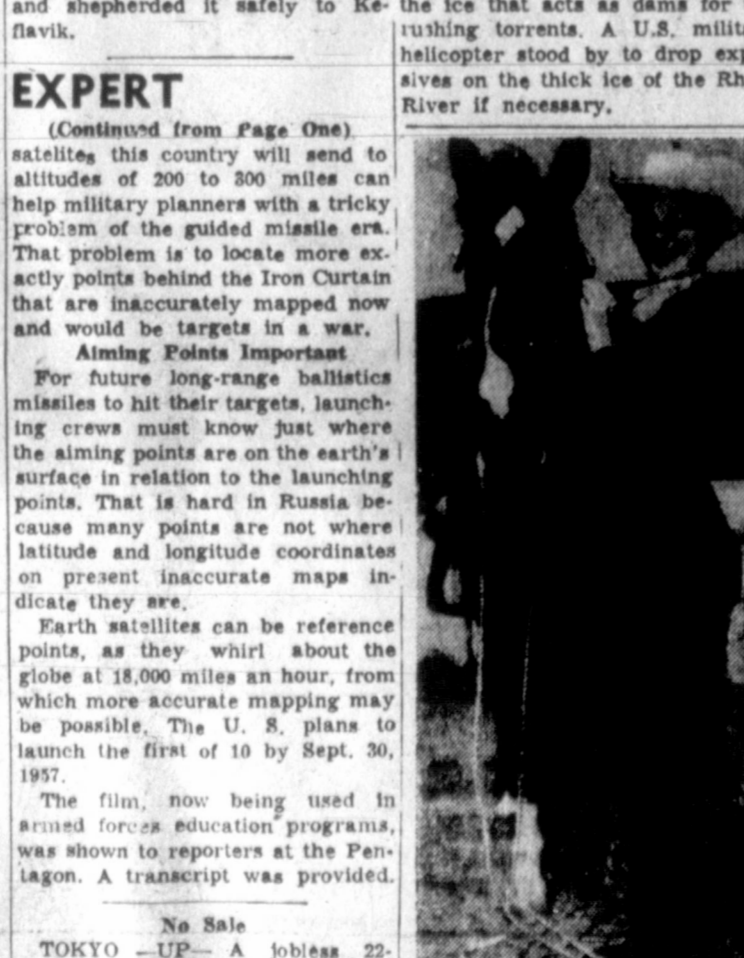 and shepherded it safely to Ke-
flavik.
EXPERT
(Continued from Page One)
satelites this country will send to
altitudes of 200 to 300 miles can
help military planners with a tricky
problem of the guided missile era.
That problem is to locate more ex-
actly points behind the Iron Curtain
that are inaccurately mapped now
and would be targets in a war.
Aiming Points Important
For future long-range ballistics
missiles to hit their targets, launch-
ing crews must know just where
the aiming points are on the earth's
surface in relation to the launching
points. That is hard in Russia be-
cause many points are not where
latitude and longitude coordinates
on present inaccurate maps in-
dicate they are.
Earth satellites can be reference
points, as they whirl about the
globe at 18,000 miles an hour, from
which more accurate mapping may
be possible. The U. S. plans to
launch the first of 10 by Sept. 30,
1957.
The film, now being used in
armed forces education programs,
was shown to reporters at the Pen-
tagon. A transcript was provided.
No Sale
TOKYO —UP— A jobless 22-
the ice that acts as dams for
rushing torrents. A U.S. milit
helicopter stood by to drop exp
sives on the thick ice of the Rh
River if necessary.